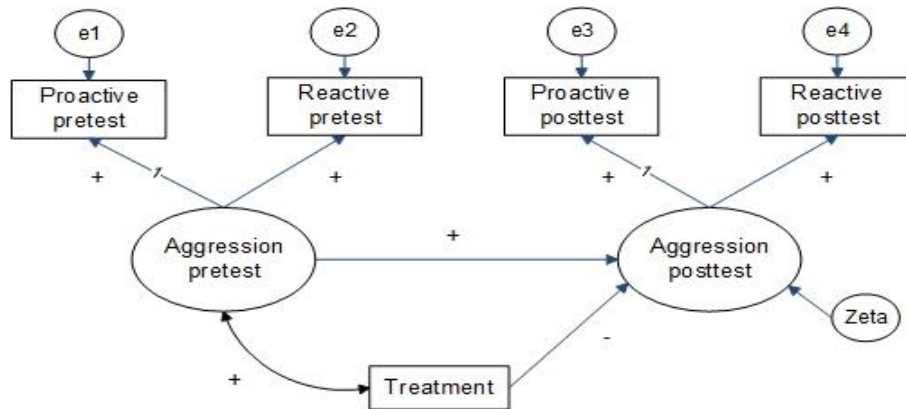 e1
e2
e3
e4
Proactive
pretest
Reactive
pretest
Proactive
posttest
Reactive
posttest
+
1
+
+
1
+
Aggression
pretest
+
Aggression
posttest
Zeta
-
+
Treatment